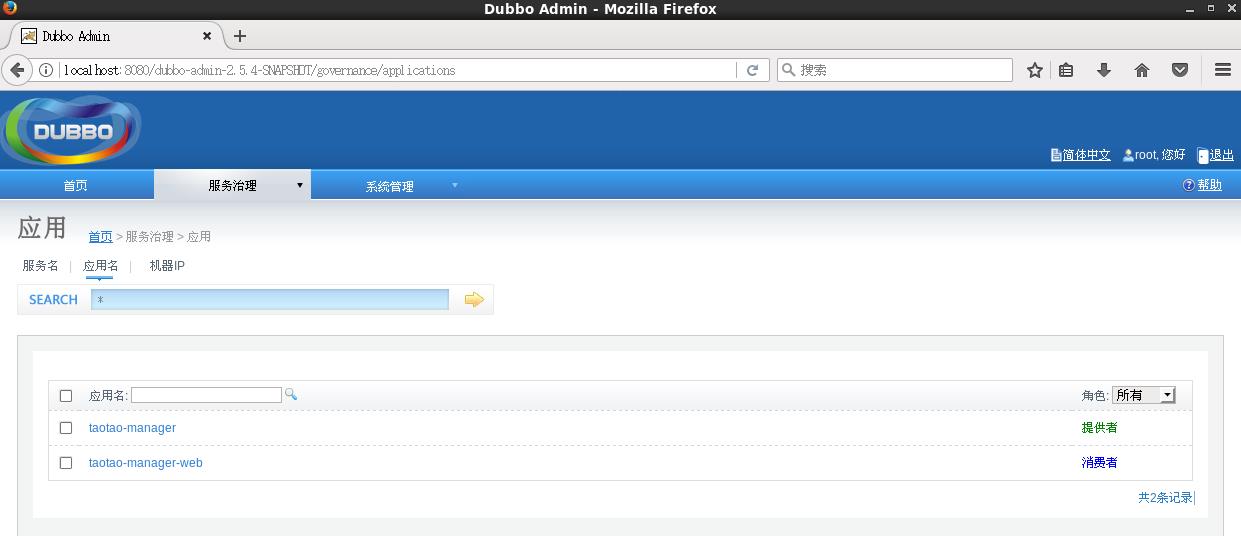 Dubbo Admin - Mozilla Firefox
Dubbo Admin
localhost:8080/dubbo-admin-2.5.4-SNAPSHOT/governance/applications
搜索
DUBBO
简体中文 root, 您好 退出
首页 服务治理 系统管理 帮助
应用 首页 > 服务治理 > 应用
服务名 | 应用名 | 机器IP
SEARCH *
应用名: 角色: 所有
taotao-manager 提供者
taotao-manager-web 消费者
共2条记录